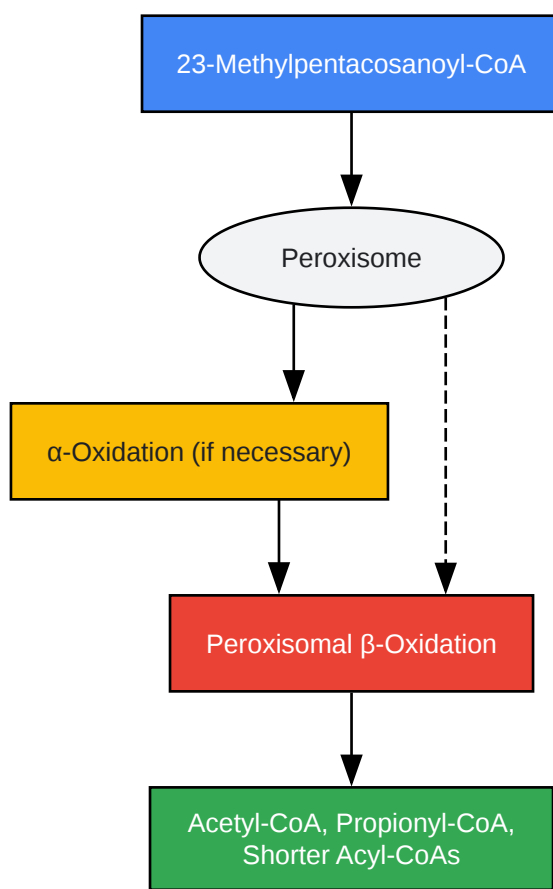 23-Methylpentacosanoyl-CoA
Peroxisome
α-Oxidation (if necessary)
Peroxisomal β-Oxidation
Acetyl-CoA, Propionyl-CoA,
Shorter Acyl-CoAs